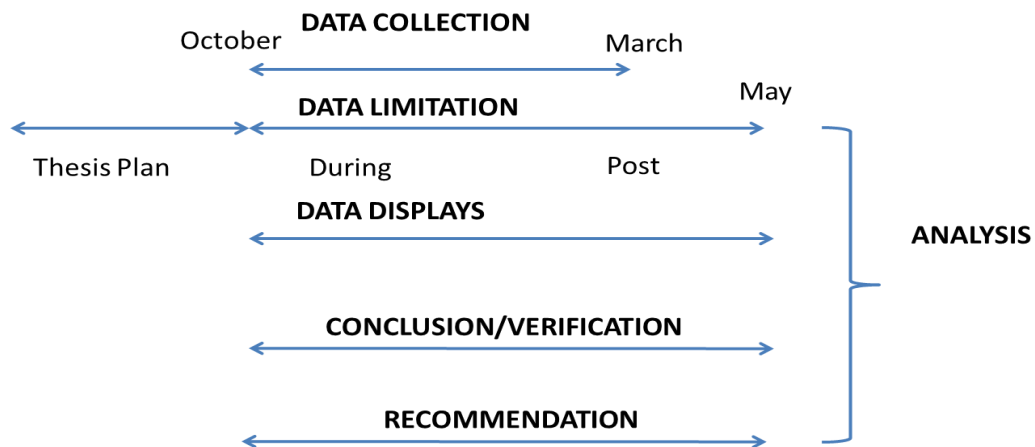 DATA COLLECTION
October
March
DATA LIMITATION
May
Thesis Plan
During
Post
DATA DISPLAYS
ANALYSIS
CONCLUSION/VERIFICATION
RECOMMENDATION